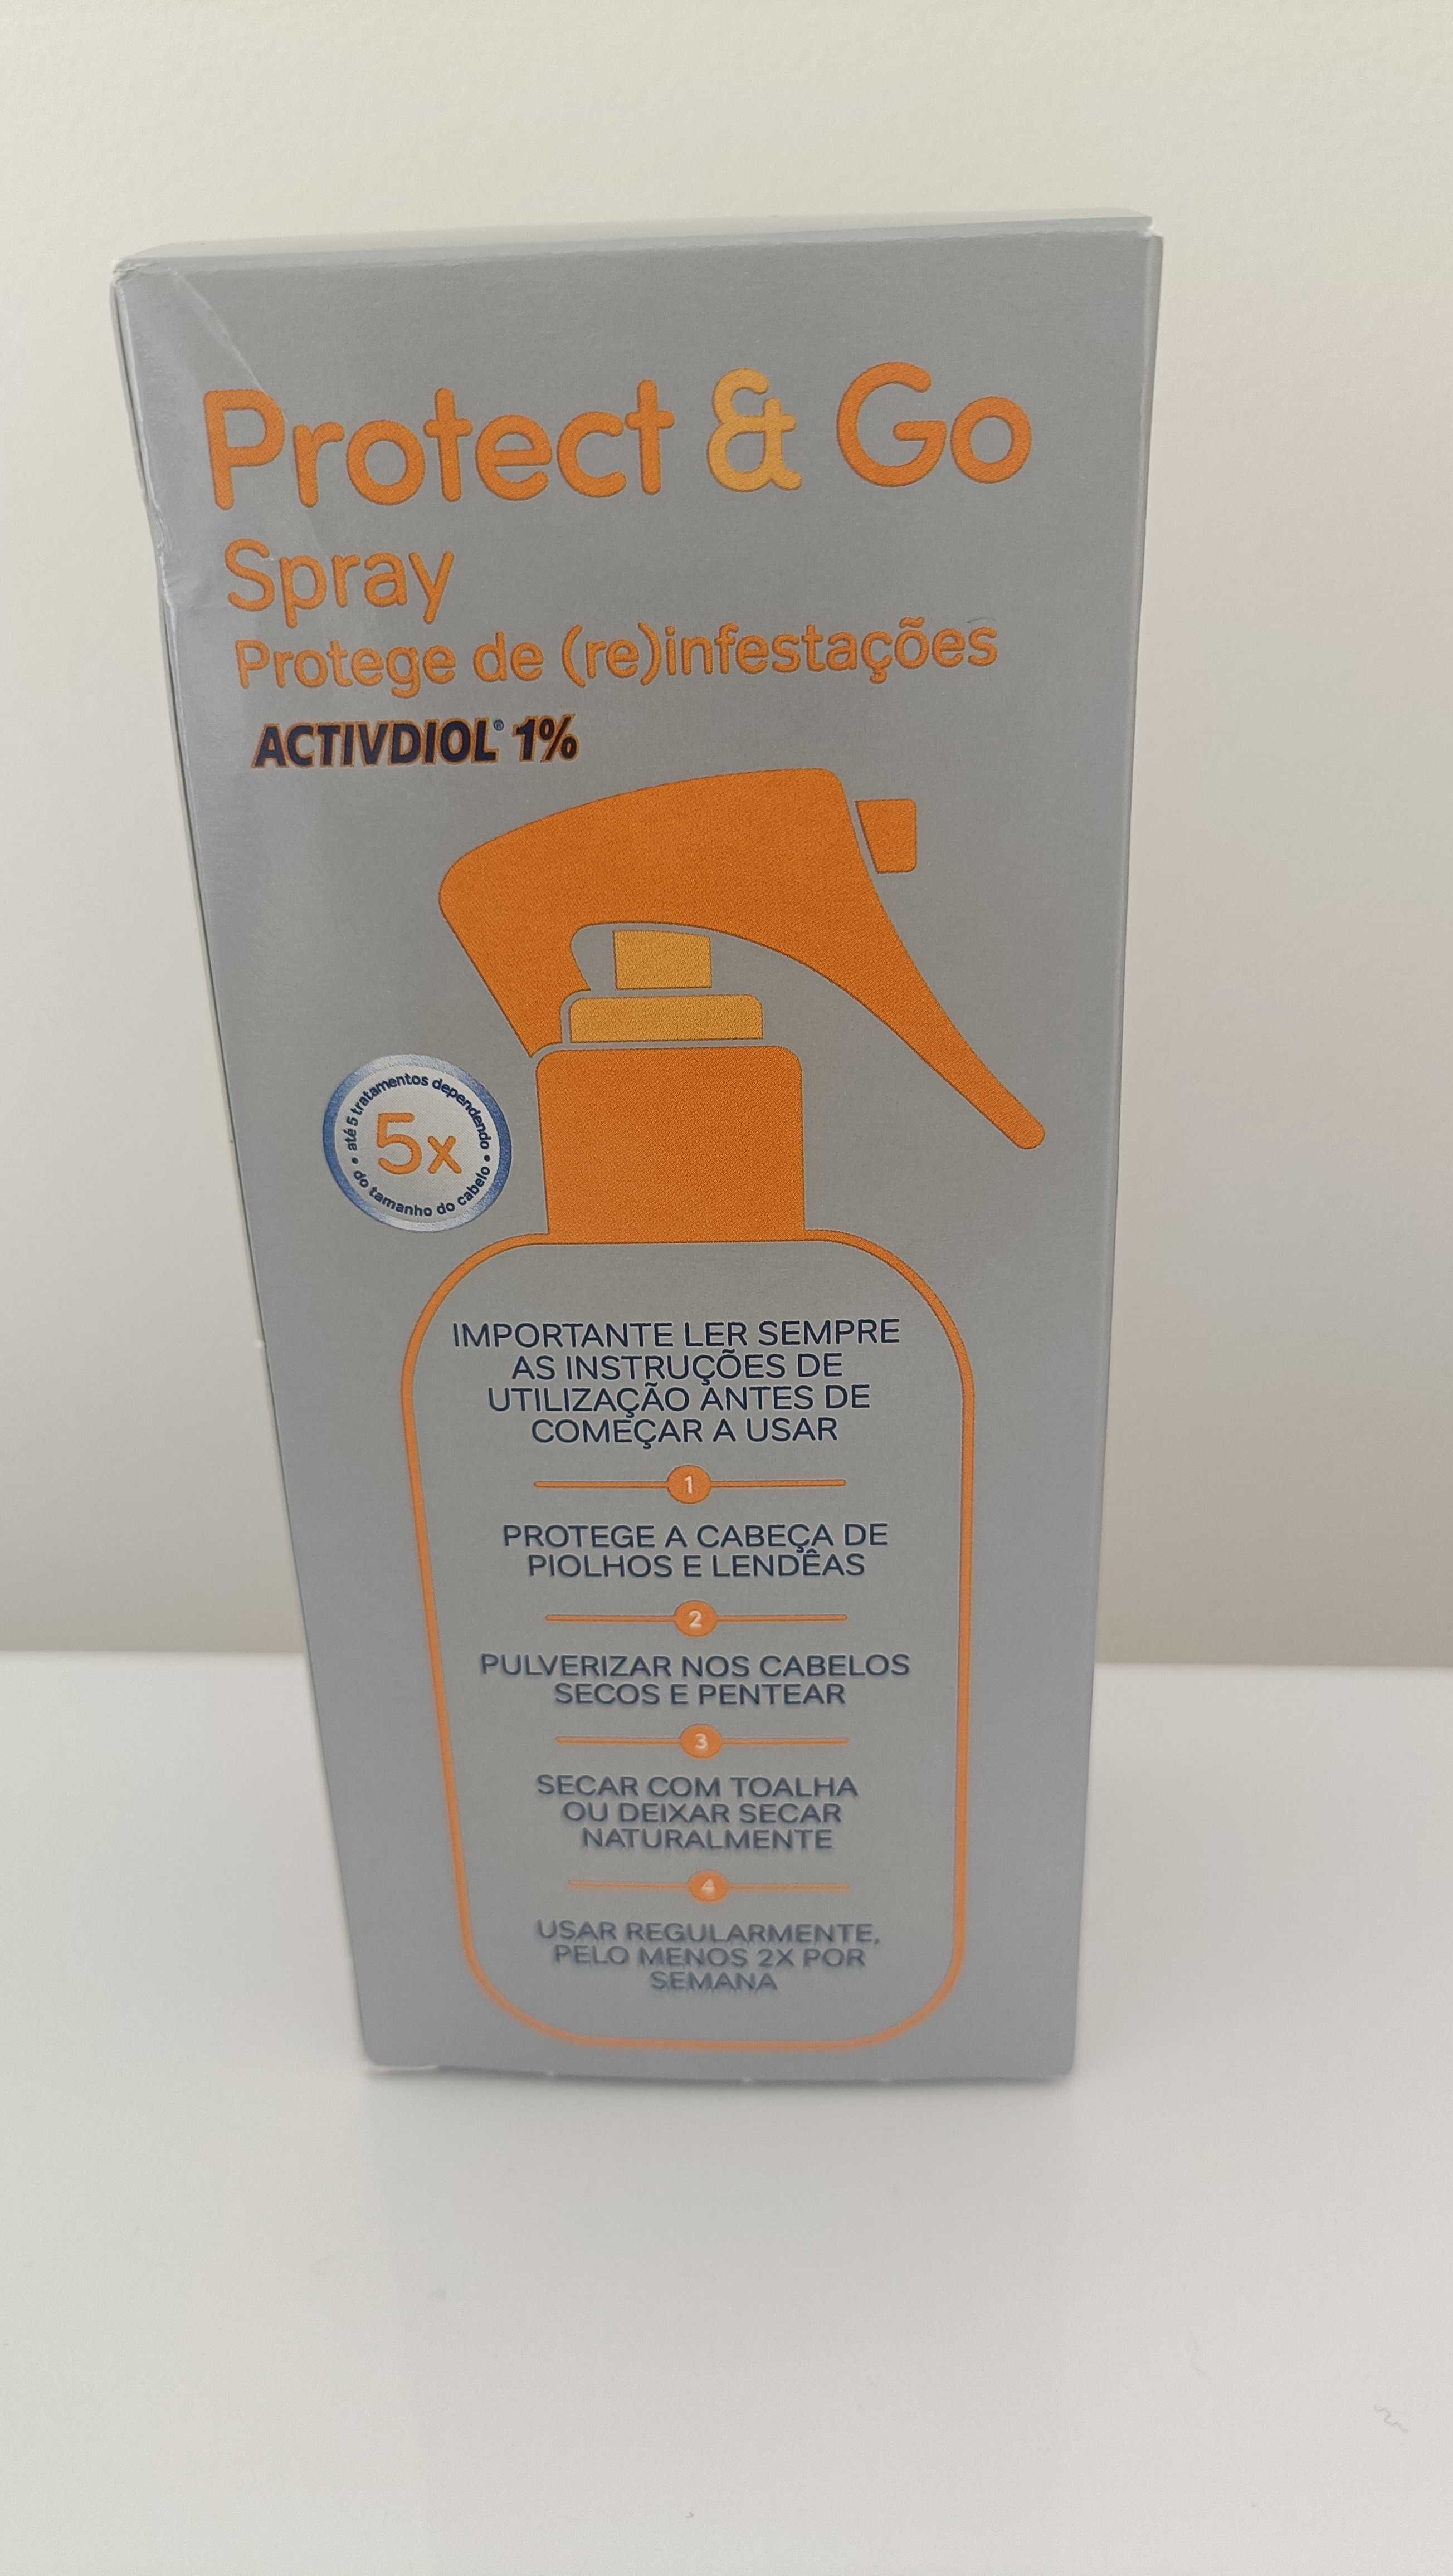 Protect & Go
Spray
Protege de (re)infestações
ACTIVDIOL® 1%
• até 5 tratamentos dependendo •
do tamanho do cabelo
5x
IMPORTANTE LER SEMPRE
AS INSTRUÇÕES DE
UTILIZAÇÃO ANTES DE
COMEÇAR A USAR
1
PROTEGE A CABEÇA DE
PIOLHOS E LENDÊAS
2
PULVERIZAR NOS CABELOS
SECOS E PENTEAR
3
SECAR COM TOALHA
OU DEIXAR SECAR
NATURALMENTE
4
USAR REGULARMENTE,
PELO MENOS 2X POR
SEMANA